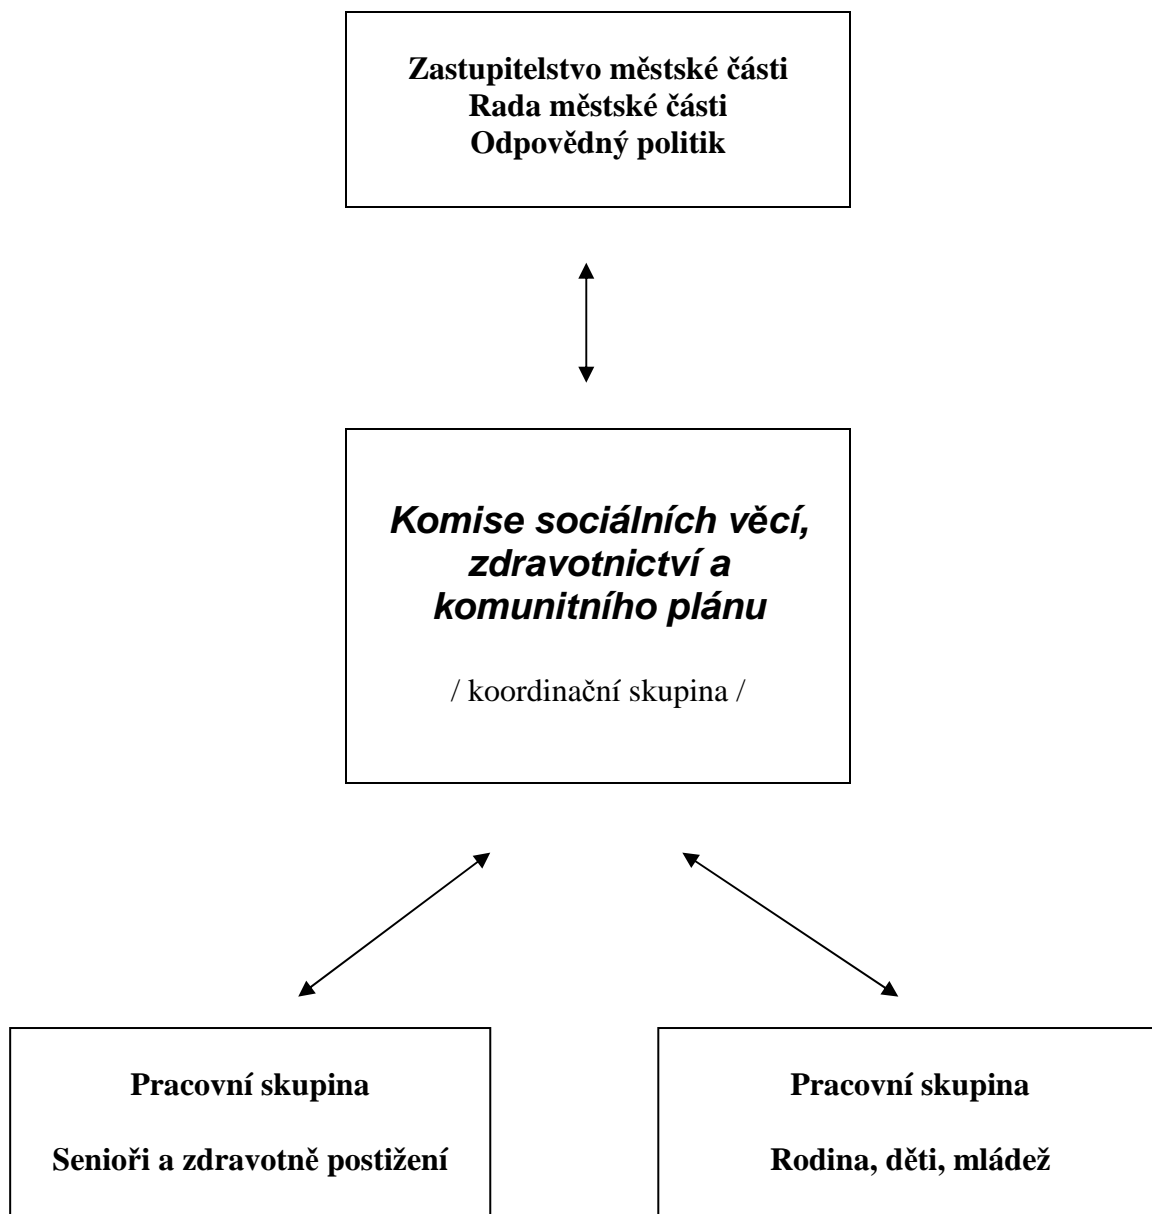 Zastupitelstvo městské části
Rada městské části
Odpovědný politik
Komise sociálních věcí,
zdravotnictví a
komunitního plánu
/ koordinační skupina /
Pracovní skupina
Senioři a zdravotně postižení
Pracovní skupina
Rodina, děti, mládež